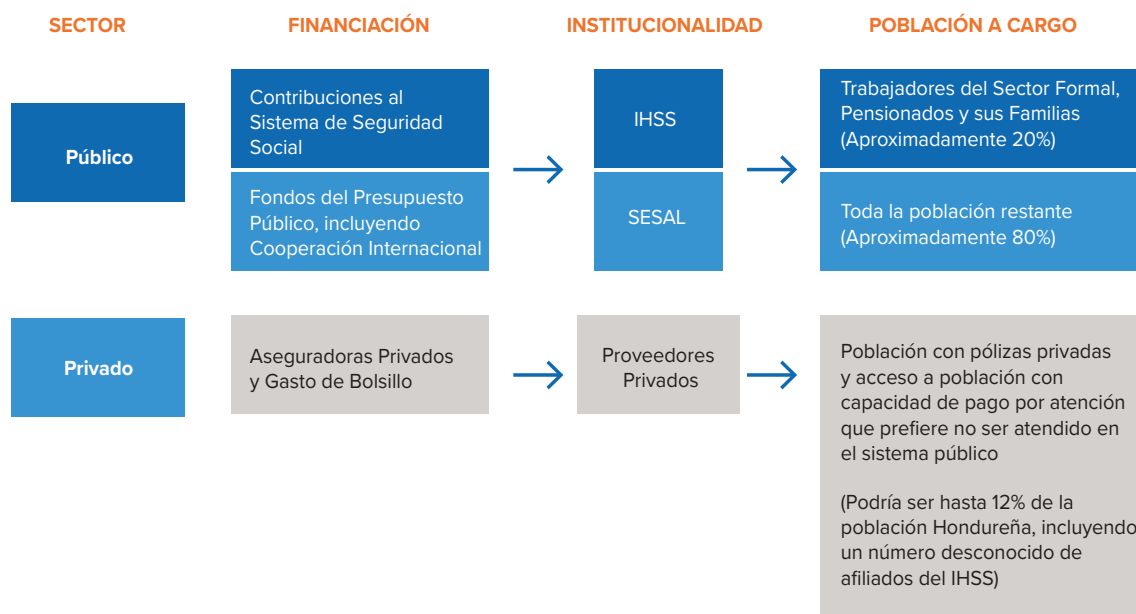 SECTOR
FINANCIACIÓN
INSTITUCIONALIDAD
POBLACIÓN A CARGO
Público
Contribuciones al
Sistema de Seguridad
Social
IHSS
Trabajadores del Sector Formal,
Pensionados y sus Familias
(Aproximadamente 20%)
Fondos del Presupuesto
Público, incluyendo
Cooperación Internacional
SESAL
Toda la población restante
(Aproximadamente 80%)
Privado
Aseguradoras Privados
y Gasto de Bolsillo
Proveedores
Privados
Población con pólizas privadas
y acceso a población con
capacidad de pago por atención
que prefiere no ser atendido en
el sistema público
(Podría ser hasta 12% de la
población Hondureña, incluyendo
un número desconocido de
afiliados del IHSS)